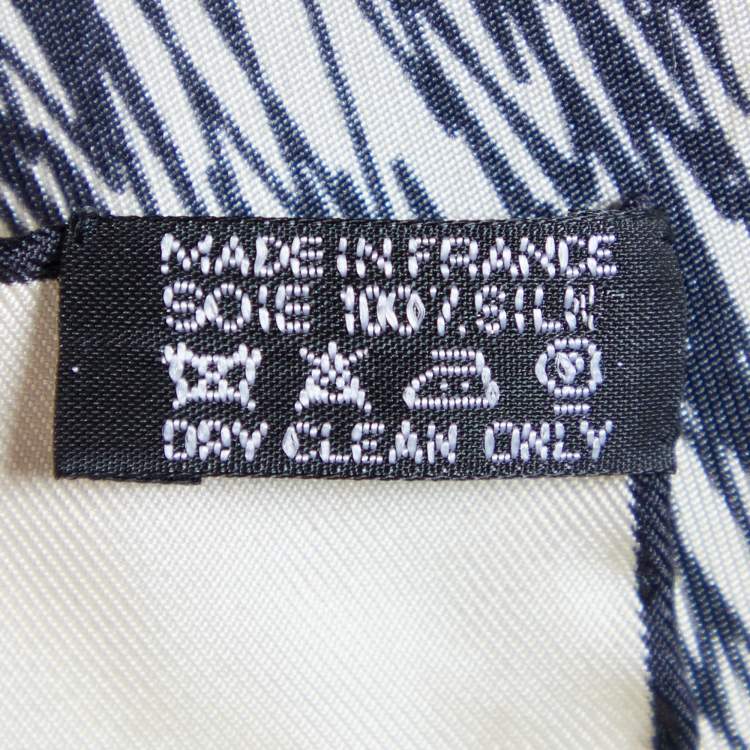 MADE IN FRANCE
SOIE 100% SILK
DRY CLEAN ONLY